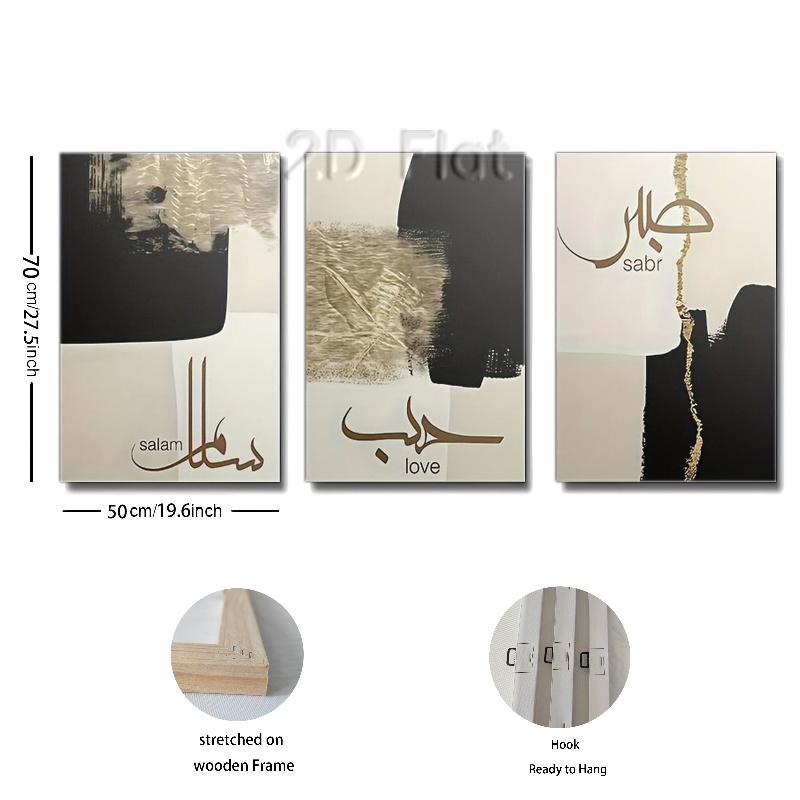 2D Flat
70 cm/27.5inch
سلام
salam
حب
love
صبر
sabr
50 cm/19.6inch
stretched on
wooden Frame
Hook
Ready to Hang